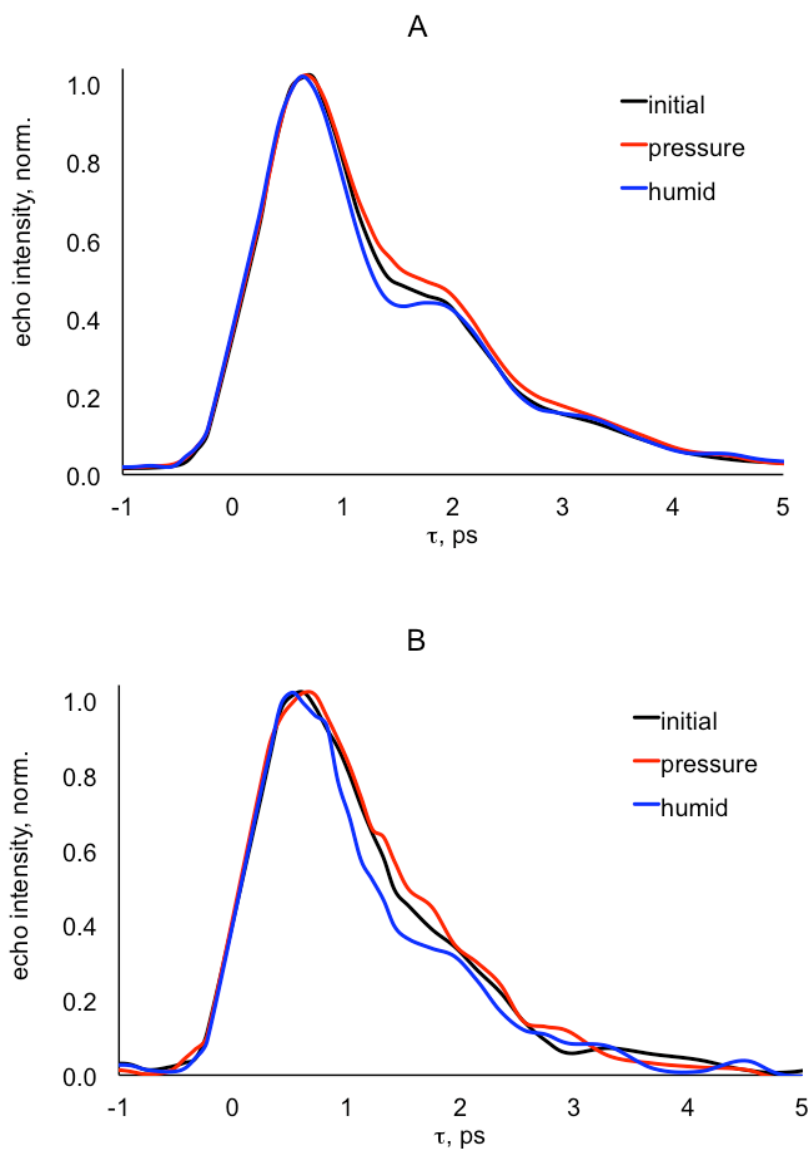 A
echo intensity, norm.
1.0
0.8
0.6
0.4
0.2
0.0
initial
pressure
humid
-1 0 1 2 3 4 5
τ, ps
B
echo intensity, norm.
1.0
0.8
0.6
0.4
0.2
0.0
initial
pressure
humid
-1 0 1 2 3 4 5
τ, ps